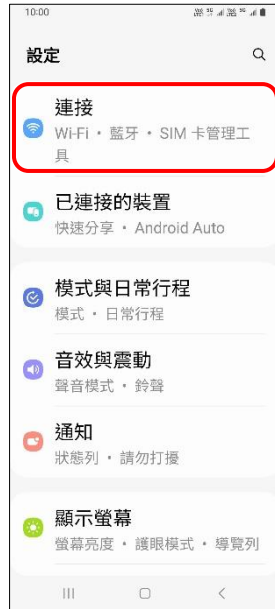 10:00
設定
連接
Wi-Fi • 藍牙 • SIM 卡管理工
具
已連接的裝置
快速分享 • Android Auto
模式與日常行程
模式 • 日常行程
音效與震動
聲音模式 • 鈴聲
通知
狀態列 • 請勿打擾
顯示螢幕
螢幕亮度 • 護眼模式 • 導覽列